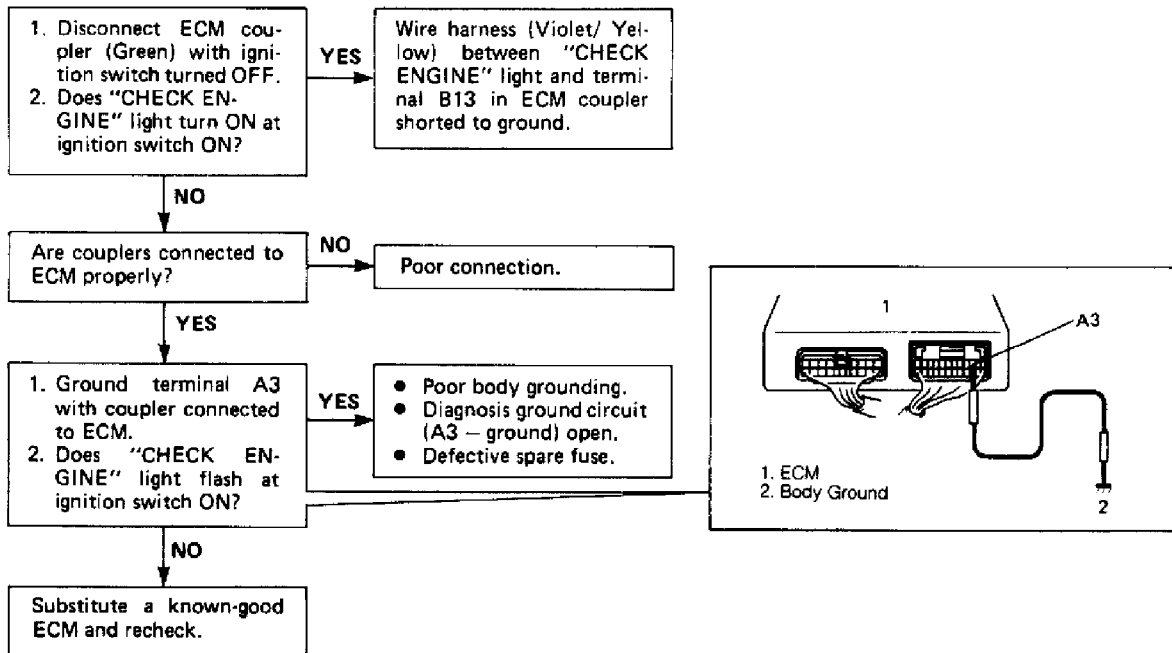 1. Disconnect ECM cou-
pler (Green) with igni-
tion switch turned OFF.
2. Does "CHECK EN-
GINE" light turn ON at
ignition switch ON?
YES
Wire harness (Violet/ Yel-
low) between "CHECK
ENGINE" light and termi-
nal B13 in ECM coupler
shorted to ground.
NO
Are couplers connected to
ECM properly?
NO
Poor connection.
YES
1. Ground terminal A3
with coupler connected
to ECM.
2. Does "CHECK EN-
GINE" light flash at
ignition switch ON?
YES
● Poor body grounding.
● Diagnosis ground circuit
(A3 – ground) open.
● Defective spare fuse.
1
A3
1. ECM
2. Body Ground
2
NO
Substitute a known-good
ECM and recheck.